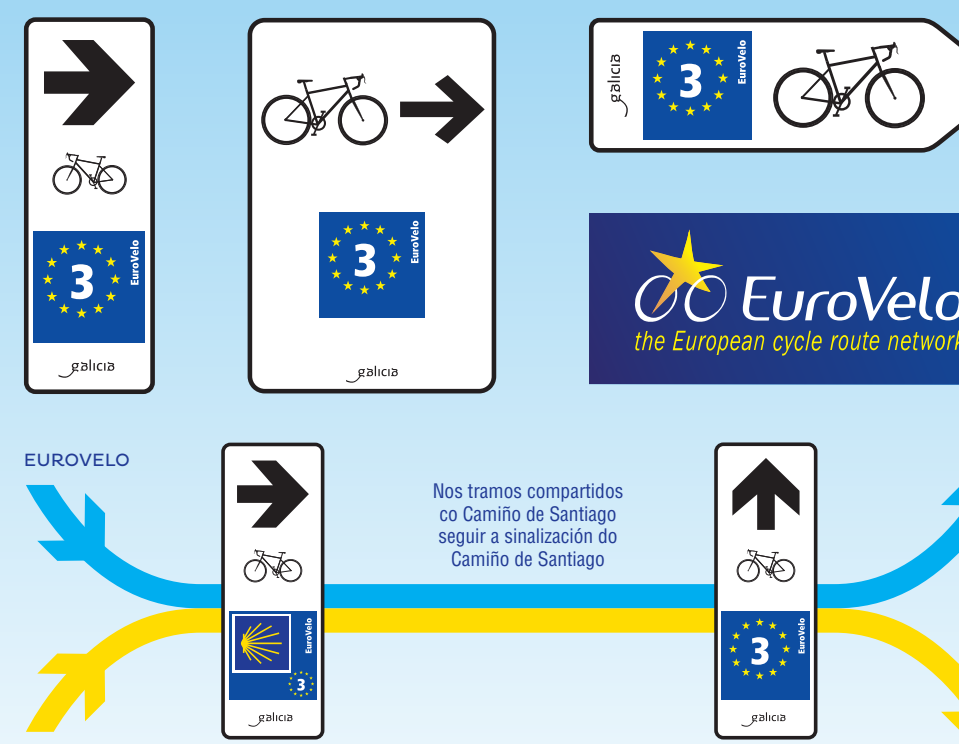 3
EuroVelo
galicia
3
EuroVelo
galicia
galicia
3
EuroVelo
EuroVelo
the European cycle route network
EUROVELO
Nos tramos compartidos
co Camiño de Santiago
seguir a sinalización do
Camiño de Santiago
EuroVelo
3
galicia
3
EuroVelo
galicia